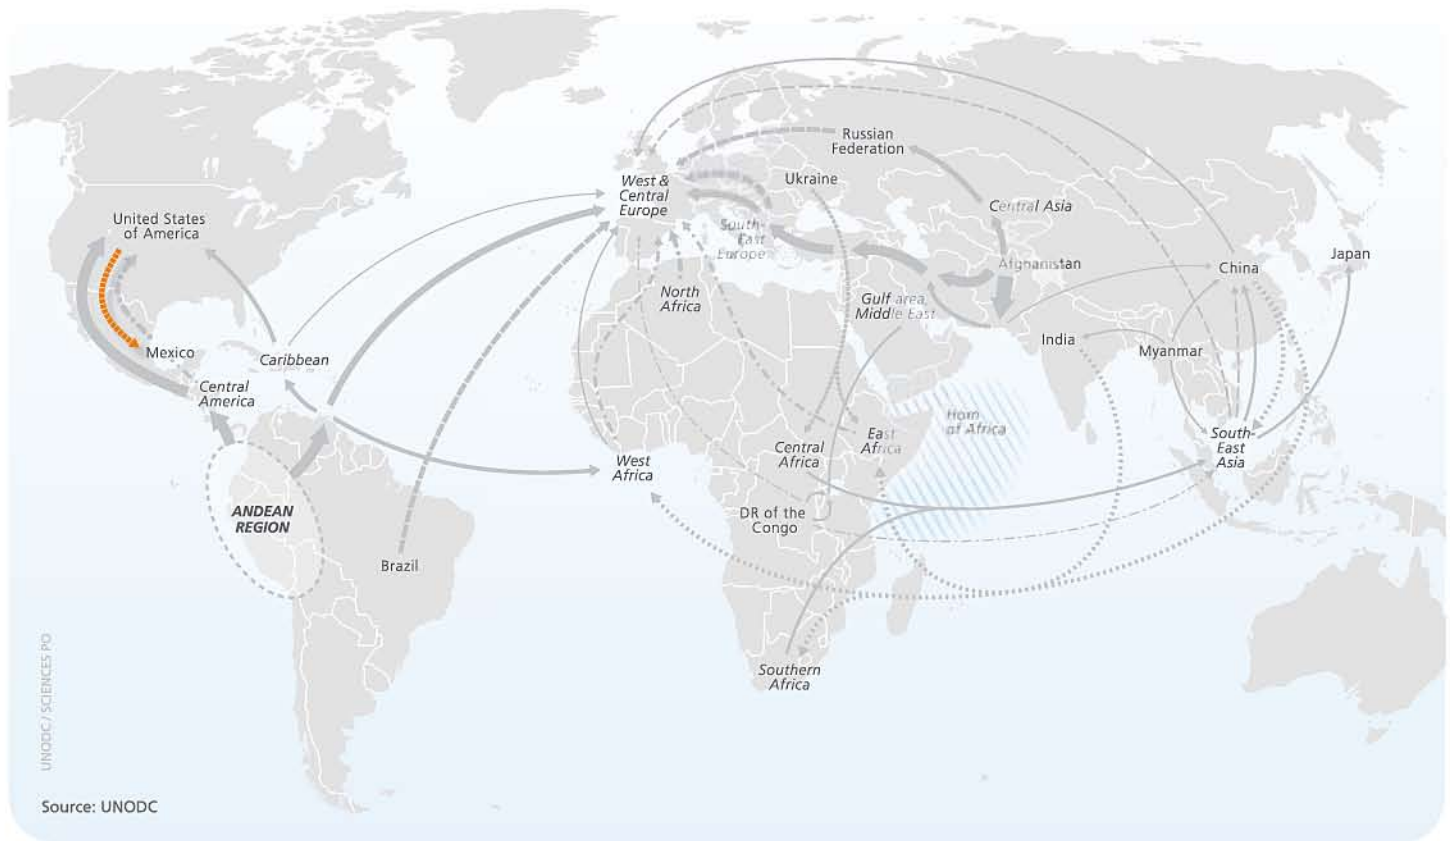 Russian
Federation
Ukraine
West &
Central
Europe
Central Asia
United States
of America
South-
East
Europe
Afghanistan
China
Japan
North
Africa
Gulf area,
Middle East
India
Myanmar
Mexico
Caribbean
Central
America
Horn
of Africa
East
Africa
Central
Africa
South-
East
Asia
West
Africa
ANDEAN
REGION
DR of the
Congo
Brazil
Southern
Africa
UNODC / SCIENCES PO
Source: UNODC